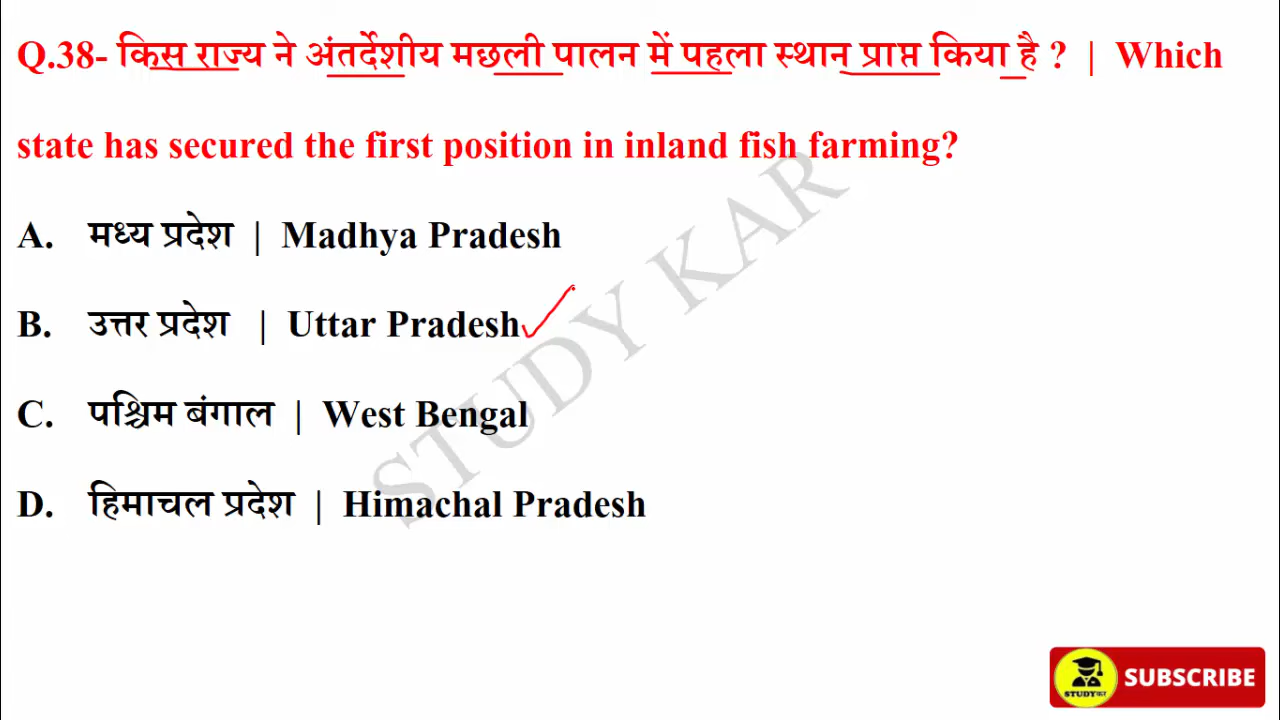 Q.38- किस राज्य ने अंतर्देशीय मछली पालन में पहला स्थान प्राप्त किया है ? | Which
state has secured the first position in inland fish farming?
A. मध्य प्रदेश | Madhya Pradesh
B. उत्तर प्रदेश | Uttar Pradesh
C. पश्चिम बंगाल | West Bengal
D. हिमाचल प्रदेश | Himachal Pradesh
STUDY KAR
STUDYकर
SUBSCRIBE